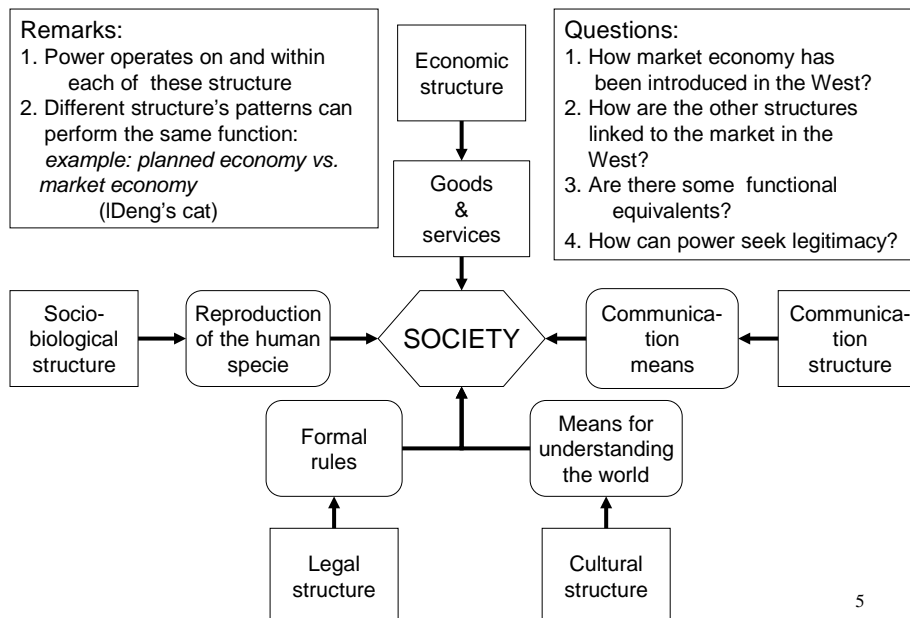 Remarks:
1. Power operates on and within
each of these structure
2. Different structure's patterns can
perform the same function:
example: planned economy vs.
market economy
(lDeng's cat)
Economic
structure
Questions:
1. How market economy has
been introduced in the West?
2. How are the other structures
linked to the market in the
West?
3. Are there some functional
equivalents?
4. How can power seek legitimacy?
Goods
&
services
Socio-
biological
structure
Reproduction
of the human
specie
SOCIETY
Communica-
tion
means
Communica-
tion
structure
Formal
rules
Means for
understanding
the world
Legal
structure
Cultural
structure
5